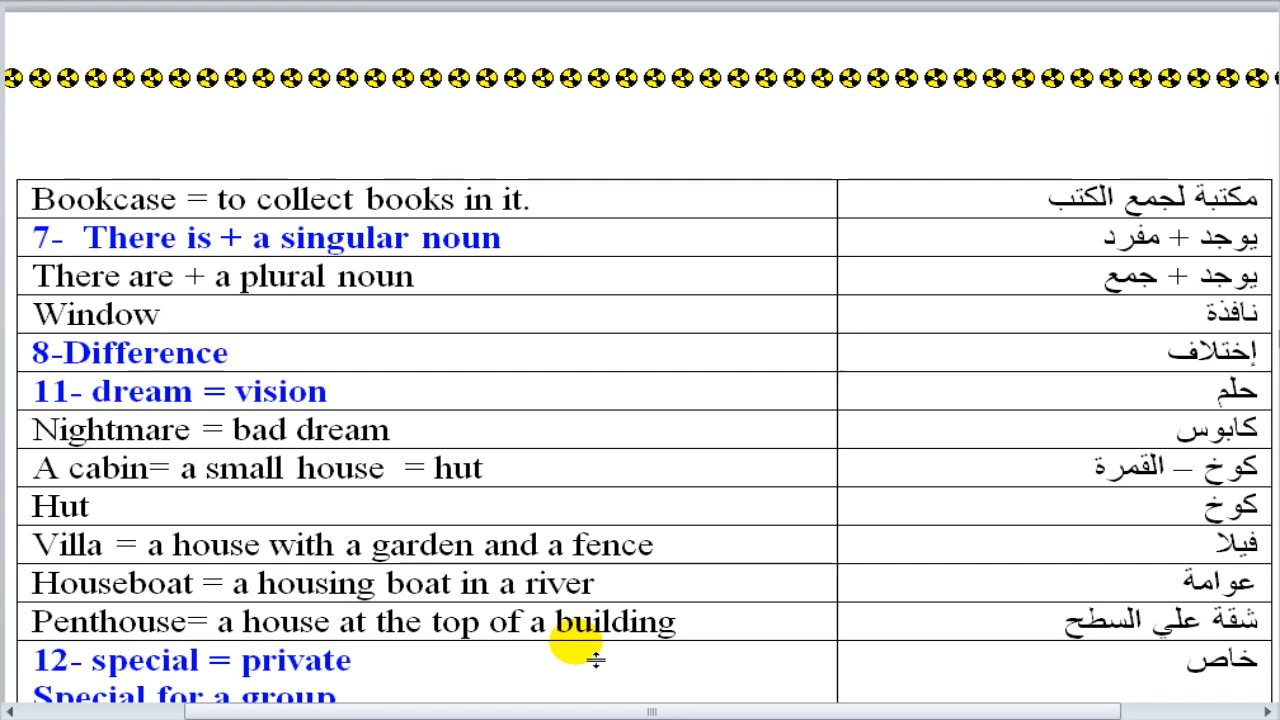 Bookcase = to collect books in it.
مكتبة لجمع الكتب
7- There is + a singular noun
يوجد + مفرد
There are + a plural noun
يوجد + جمع
Window
نافذة
8-Difference
إختلاف
11- dream = vision
حلم
Nightmare = bad dream
كابوس
A cabin= a small house = hut
كوخ – القمرة
Hut
كوخ
Villa = a house with a garden and a fence
فيلا
Houseboat = a housing boat in a river
عوامة
Penthouse= a house at the top of a building
شقة علي السطح
12- special = private
خاص
Special for a group